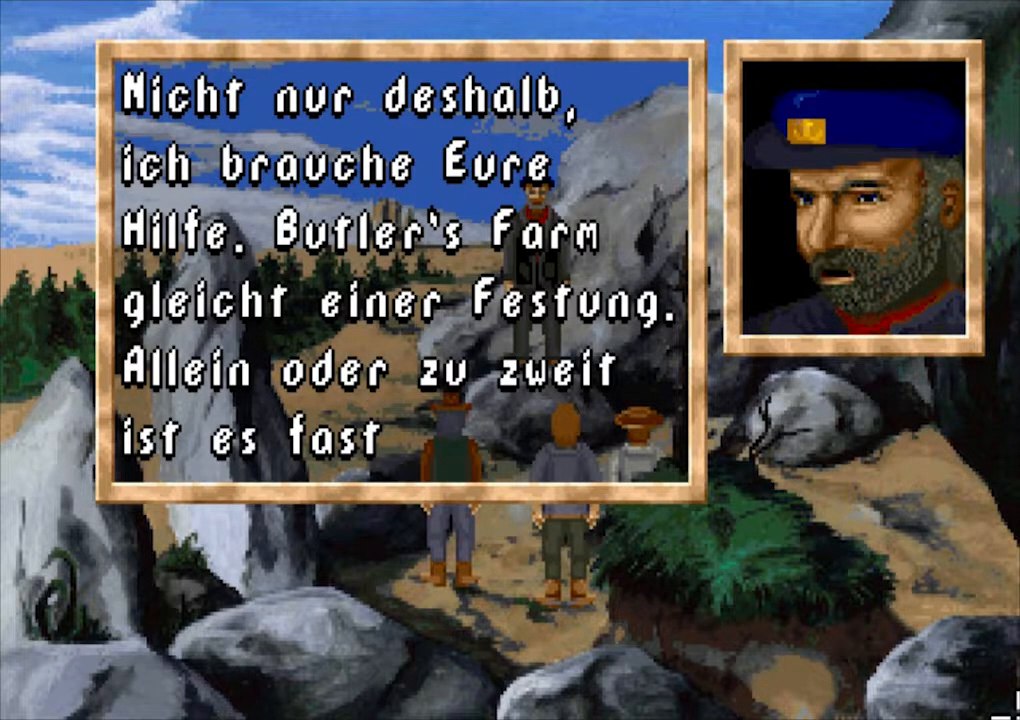 Nicht nur deshalb,
ich brauche Eure
Hilfe. Butler's Farm
gleicht einer Festung.
Allein oder zu zweit
ist es fast